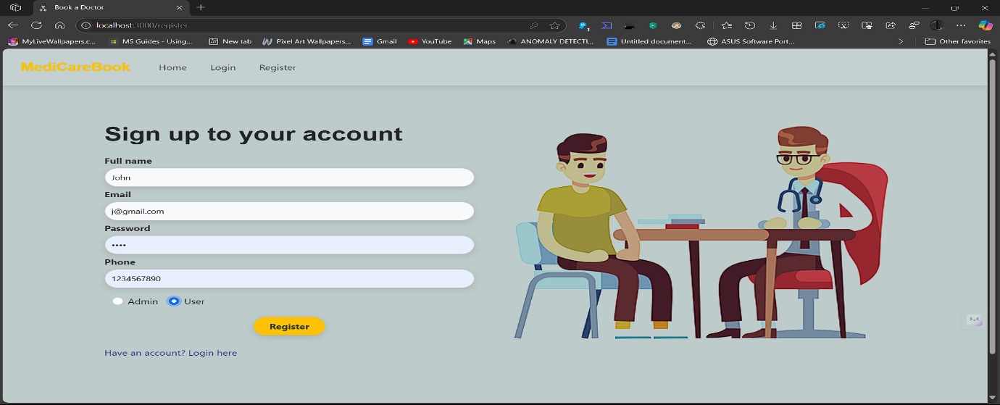 Book a Doctor
localhost:3000/register
MyLiveWallpapers.c... MS Guides - Using... New tab Pixel Art Wallpapers... Gmail YouTube Maps ANOMALY DETECTI... Untitled document... ASUS Software Port... Other favorites
MediCareBook Home Login Register
Sign up to your account
Full name
John
Email
j@gmail.com
Password
••••
Phone
1234567890
Admin User
Register
Have an account? Login here